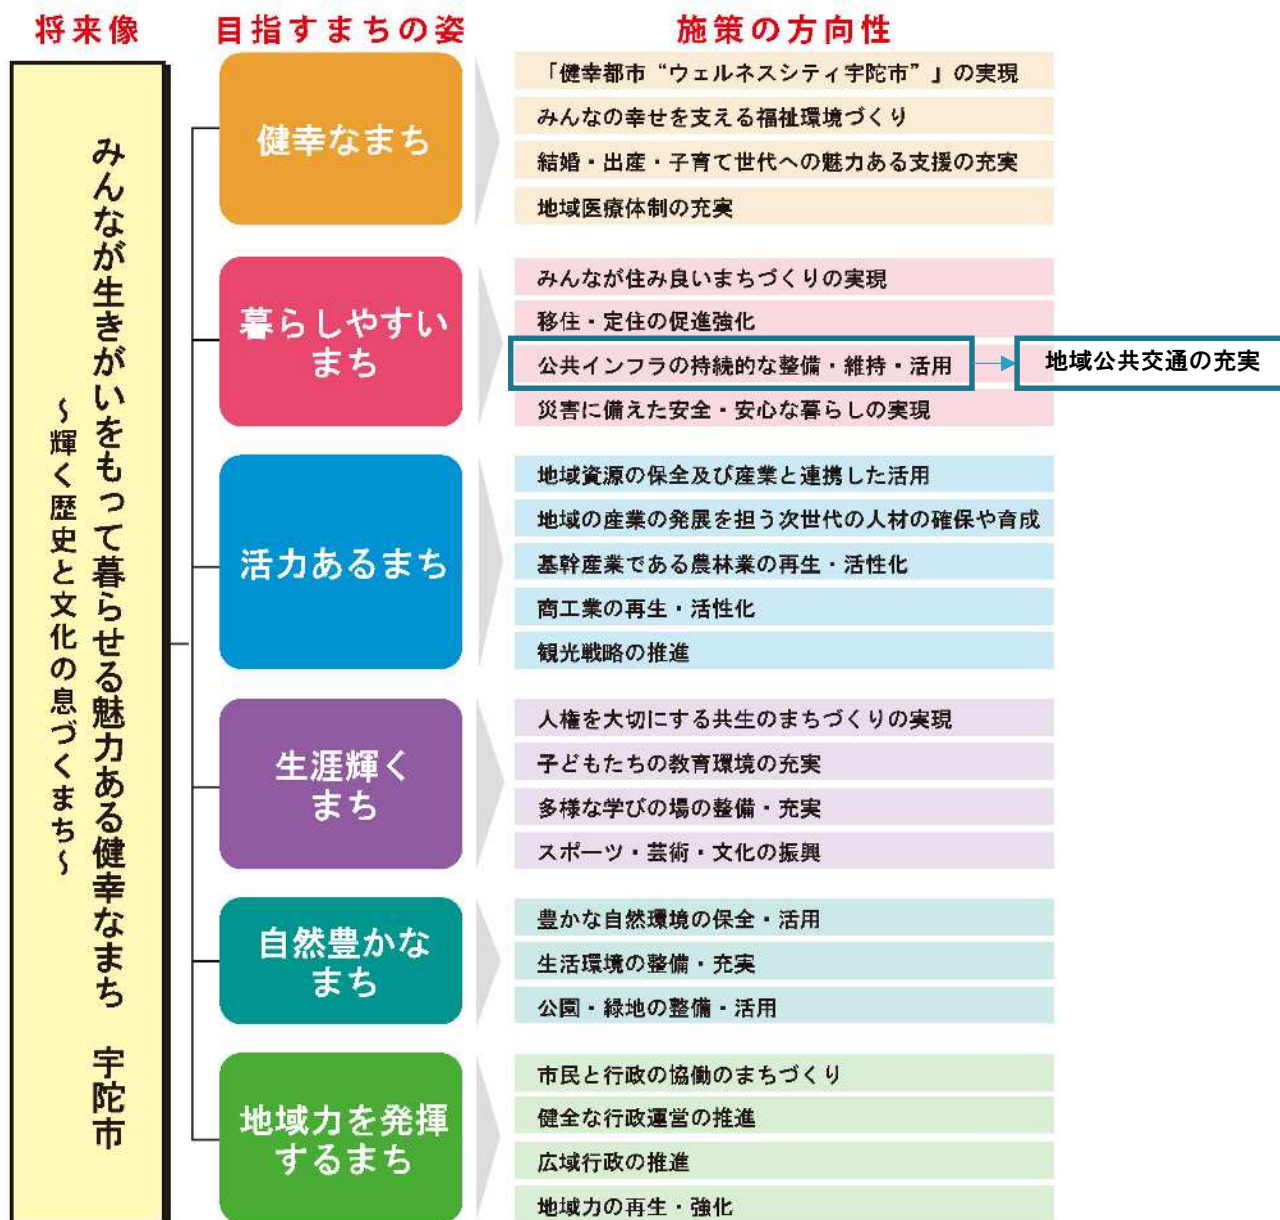 将来像
目指すまちの姿
施策の方向性
みんなが生きがいをもって暮らせる魅力ある健幸なまち　宇陀市
～輝く歴史と文化の息づくまち～
健幸なまち
「健幸都市“ウェルネスシティ宇陀市”」の実現
みんなの幸せを支える福祉環境づくり
結婚・出産・子育て世代への魅力ある支援の充実
地域医療体制の充実
暮らしやすい
まち
みんなが住み良いまちづくりの実現
移住・定住の促進強化
公共インフラの持続的な整備・維持・活用
地域公共交通の充実
災害に備えた安全・安心な暮らしの実現
活力あるまち
地域資源の保全及び産業と連携した活用
地域の産業の発展を担う次世代の人材の確保や育成
基幹産業である農林業の再生・活性化
商工業の再生・活性化
観光戦略の推進
生涯輝く
まち
人権を大切にする共生のまちづくりの実現
子どもたちの教育環境の充実
多様な学びの場の整備・充実
スポーツ・芸術・文化の振興
自然豊かな
まち
豊かな自然環境の保全・活用
生活環境の整備・充実
公園・緑地の整備・活用
地域力を発揮
するまち
市民と行政の協働のまちづくり
健全な行政運営の推進
広域行政の推進
地域力の再生・強化